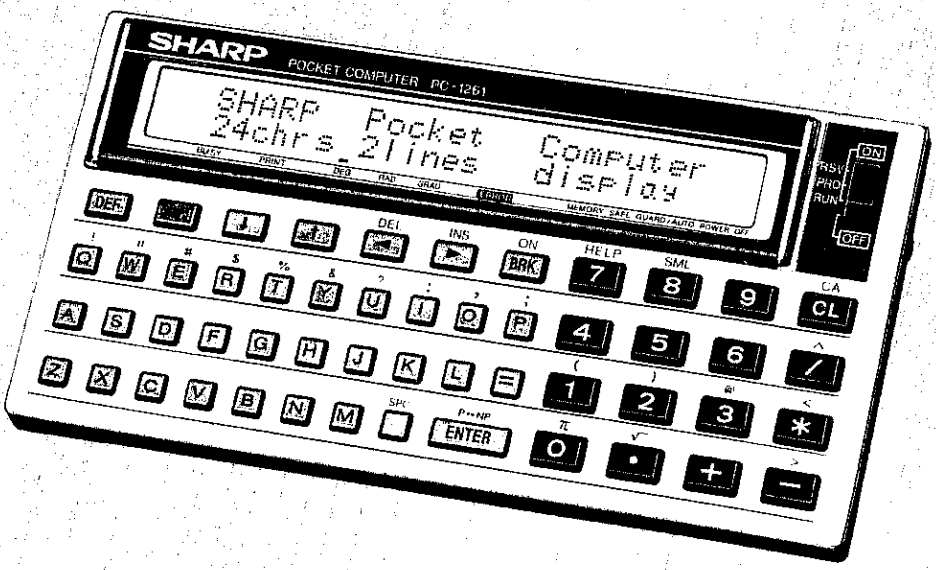 SHARP
POCKET COMPUTER PC-1261
SHARP Pocket Computer
24chrs.2lines display
BUSY PRINT DEG RAD GRAD MEMORY SAFE GUARD/AUTO POWER OFF
ON
PRO
RUN
OFF
DEL INS ON HELP SML CA
DEF ↓ ◄ ► BRK 7 8 9 CL
! " # $ % & ? : , ; ^
Q W E R T Y U I O P 4 5 6 /
( ) @ <
A S D F G H J K L = 1 2 3 *
SPC P↔NP π √ >
Z X C V B N M ENTER 0 • + −